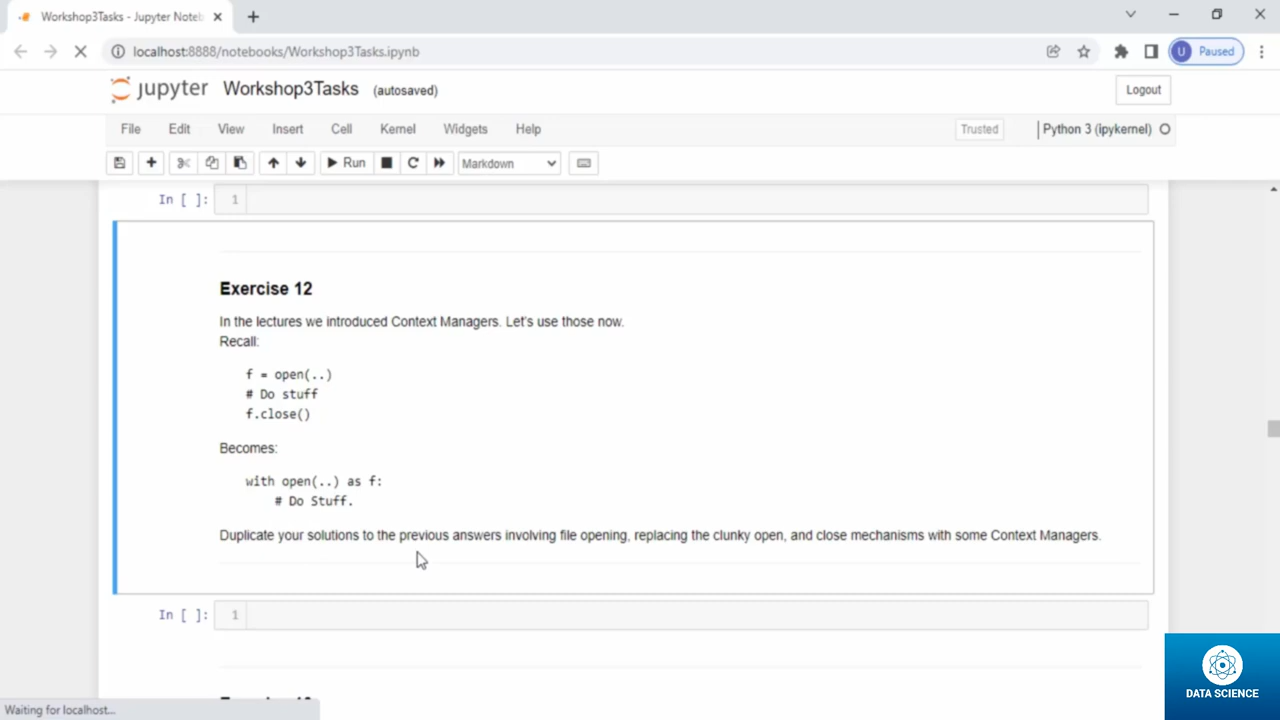 Workshop3Tasks - Jupyter Noteb
localhost:8888/notebooks/Workshop3Tasks.ipynb
U Paused
jupyter Workshop3Tasks (autosaved)
Logout
File Edit View Insert Cell Kernel Widgets Help
Trusted
Python 3 (ipykernel)
Run
Markdown
In [ ]: 1
Exercise 12
In the lectures we introduced Context Managers. Let's use those now.
Recall:
f = open(..)
# Do stuff
f.close()
Becomes:
with open(..) as f:
# Do Stuff.
Duplicate your solutions to the previous answers involving file opening, replacing the clunky open, and close mechanisms with some Context Managers.
In [ ]: 1
Waiting for localhost...
DATA SCIENCE